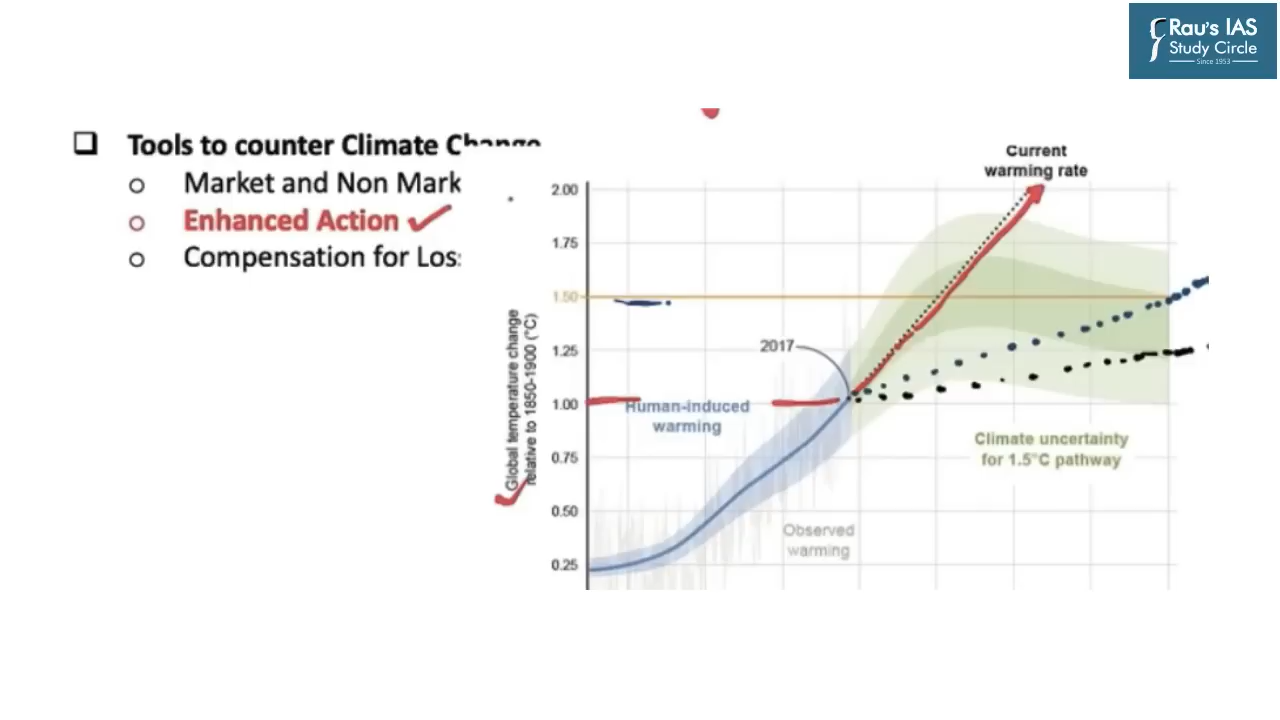 Rau's IAS
Study Circle
Since 1953
Tools to counter Climate Change
Market and Non Mark
Enhanced Action
Compensation for Los
Current
warming rate
2.00
1.75
1.50
1.25
1.00
0.75
0.50
0.25
Global temperature change
relative to 1850-1900 (°C)
2017
Human-induced
warming
Climate uncertainty
for 1.5°C pathway
Observed
warming